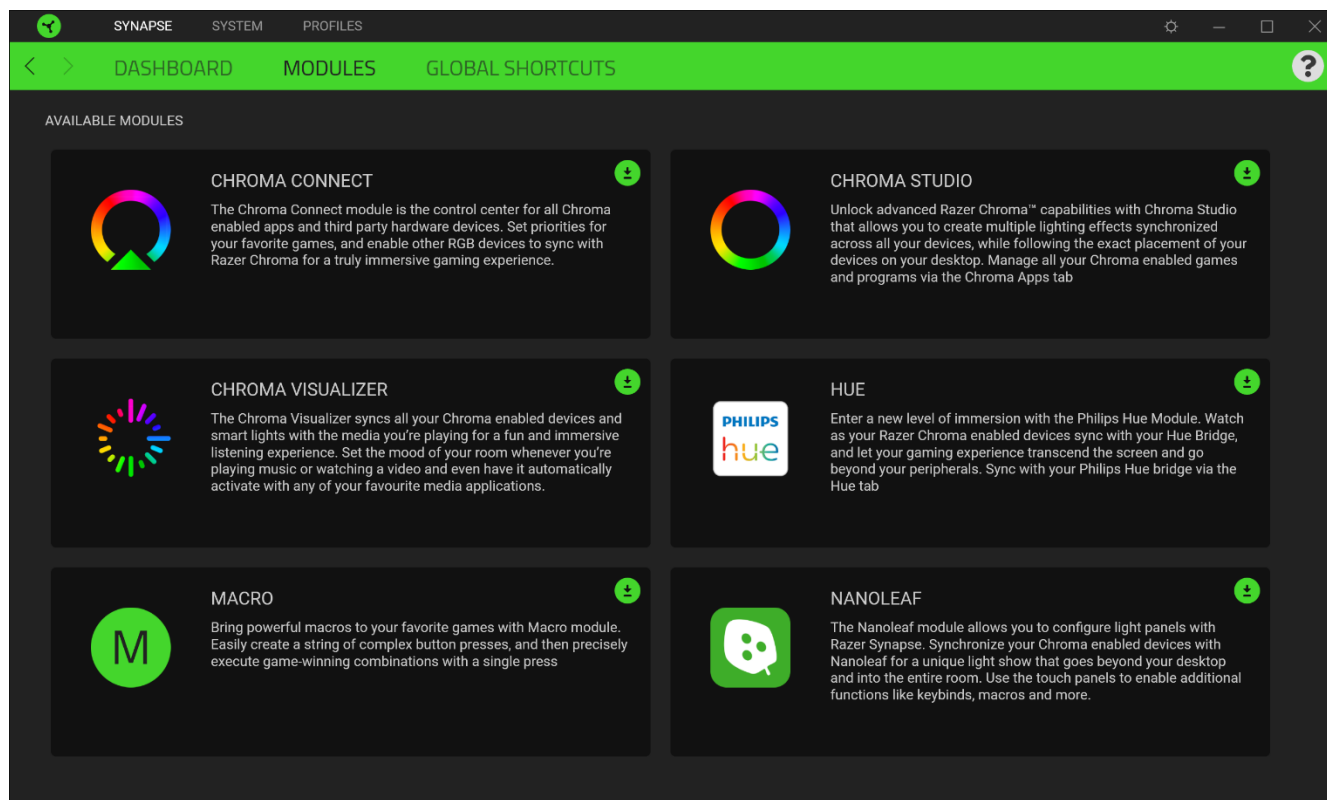 SYNAPSE SYSTEM PROFILES
DASHBOARD MODULES GLOBAL SHORTCUTS ?
AVAILABLE MODULES
CHROMA CONNECT
The Chroma Connect module is the control center for all Chroma
enabled apps and third party hardware devices. Set priorities for
your favorite games, and enable other RGB devices to sync with
Razer Chroma for a truly immersive gaming experience.
CHROMA STUDIO
Unlock advanced Razer Chroma™ capabilities with Chroma Studio
that allows you to create multiple lighting effects synchronized
across all your devices, while following the exact placement of your
devices on your desktop. Manage all your Chroma enabled games
and programs via the Chroma Apps tab
CHROMA VISUALIZER
The Chroma Visualizer syncs all your Chroma enabled devices and
smart lights with the media you're playing for a fun and immersive
listening experience. Set the mood of your room whenever you're
playing music or watching a video and even have it automatically
activate with any of your favourite media applications.
PHILIPS
hue
HUE
Enter a new level of immersion with the Philips Hue Module. Watch
as your Razer Chroma enabled devices sync with your Hue Bridge,
and let your gaming experience transcend the screen and go
beyond your peripherals. Sync with your Philips Hue bridge via the
Hue tab
M
MACRO
Bring powerful macros to your favorite games with Macro module.
Easily create a string of complex button presses, and then precisely
execute game-winning combinations with a single press
NANOLEAF
The Nanoleaf module allows you to configure light panels with
Razer Synapse. Synchronize your Chroma enabled devices with
Nanoleaf for a unique light show that goes beyond your desktop
and into the entire room. Use the touch panels to enable additional
functions like keybinds, macros and more.